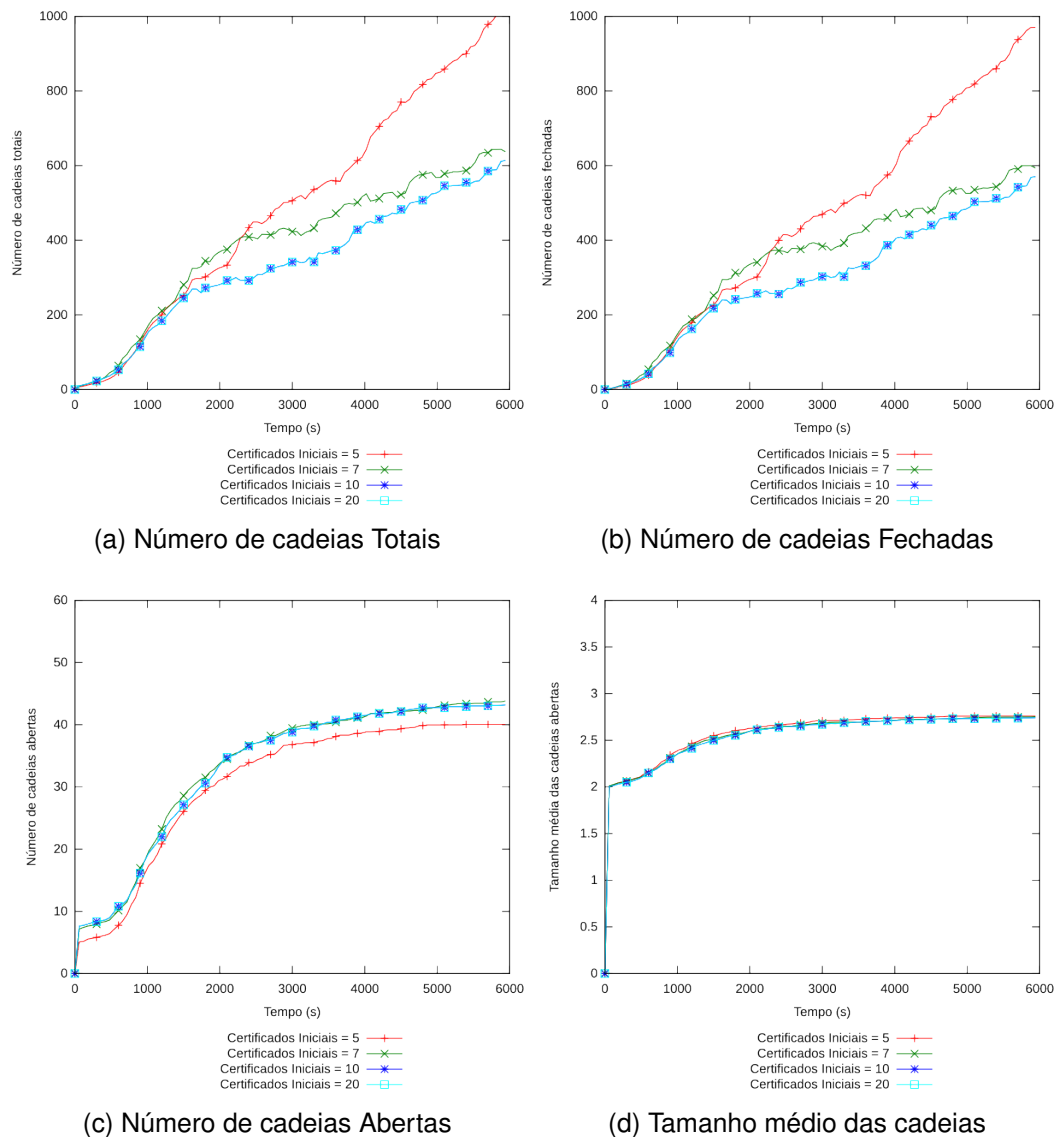 1000
800
600
400
200
0
Número de cadeias totais
0 1000 2000 3000 4000 5000 6000
Tempo (s)
Certificados Iniciais = 5
Certificados Iniciais = 7
Certificados Iniciais = 10
Certificados Iniciais = 20
(a) Número de cadeias Totais
1000
800
600
400
200
0
Número de cadeias fechadas
0 1000 2000 3000 4000 5000 6000
Tempo (s)
Certificados Iniciais = 5
Certificados Iniciais = 7
Certificados Iniciais = 10
Certificados Iniciais = 20
(b) Número de cadeias Fechadas
60
50
40
30
20
10
0
Número de cadeias abertas
0 1000 2000 3000 4000 5000 6000
Tempo (s)
Certificados Iniciais = 5
Certificados Iniciais = 7
Certificados Iniciais = 10
Certificados Iniciais = 20
(c) Número de cadeias Abertas
4
3.5
3
2.5
2
1.5
1
0.5
0
Tamanho média das cadeias abertas
0 1000 2000 3000 4000 5000 6000
Tempo (s)
Certificados Iniciais = 5
Certificados Iniciais = 7
Certificados Iniciais = 10
Certificados Iniciais = 20
(d) Tamanho médio das cadeias